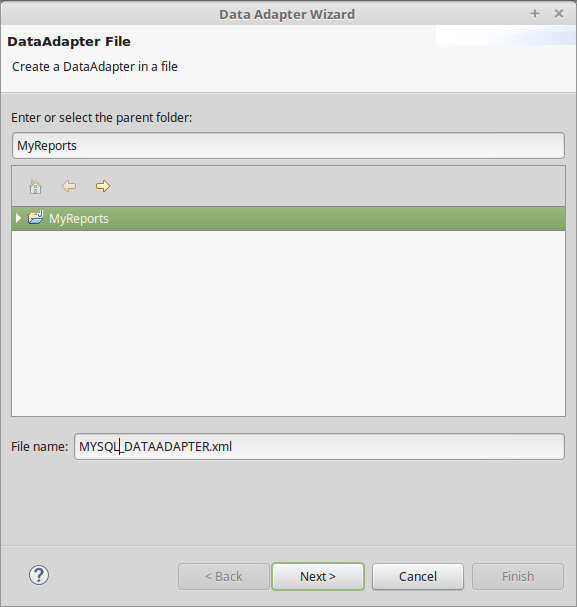 Data Adapter Wizard
DataAdapter File
Create a DataAdapter in a file
Enter or select the parent folder:
MyReports
MyReports
File name: MYSQL_DATAADAPTER.xml
< Back Next > Cancel Finish